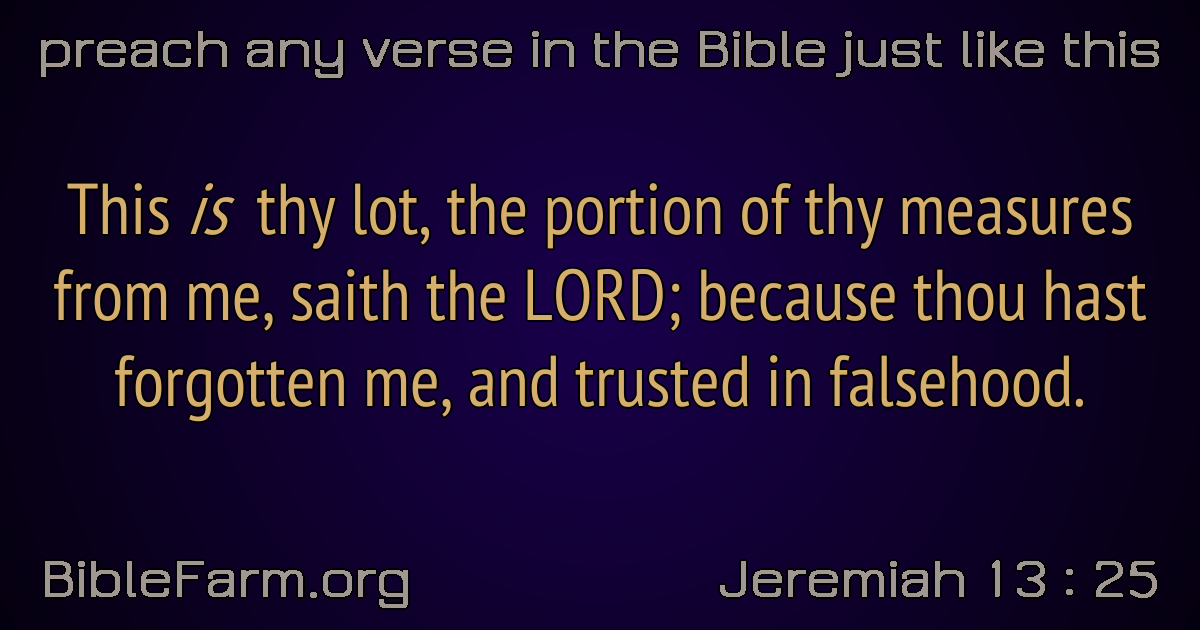 preach any verse in the Bible just like this
This is thy lot, the portion of thy measures
from me, saith the LORD; because thou hast
forgotten me, and trusted in falsehood.
BibleFarm.org
Jeremiah 13 : 25